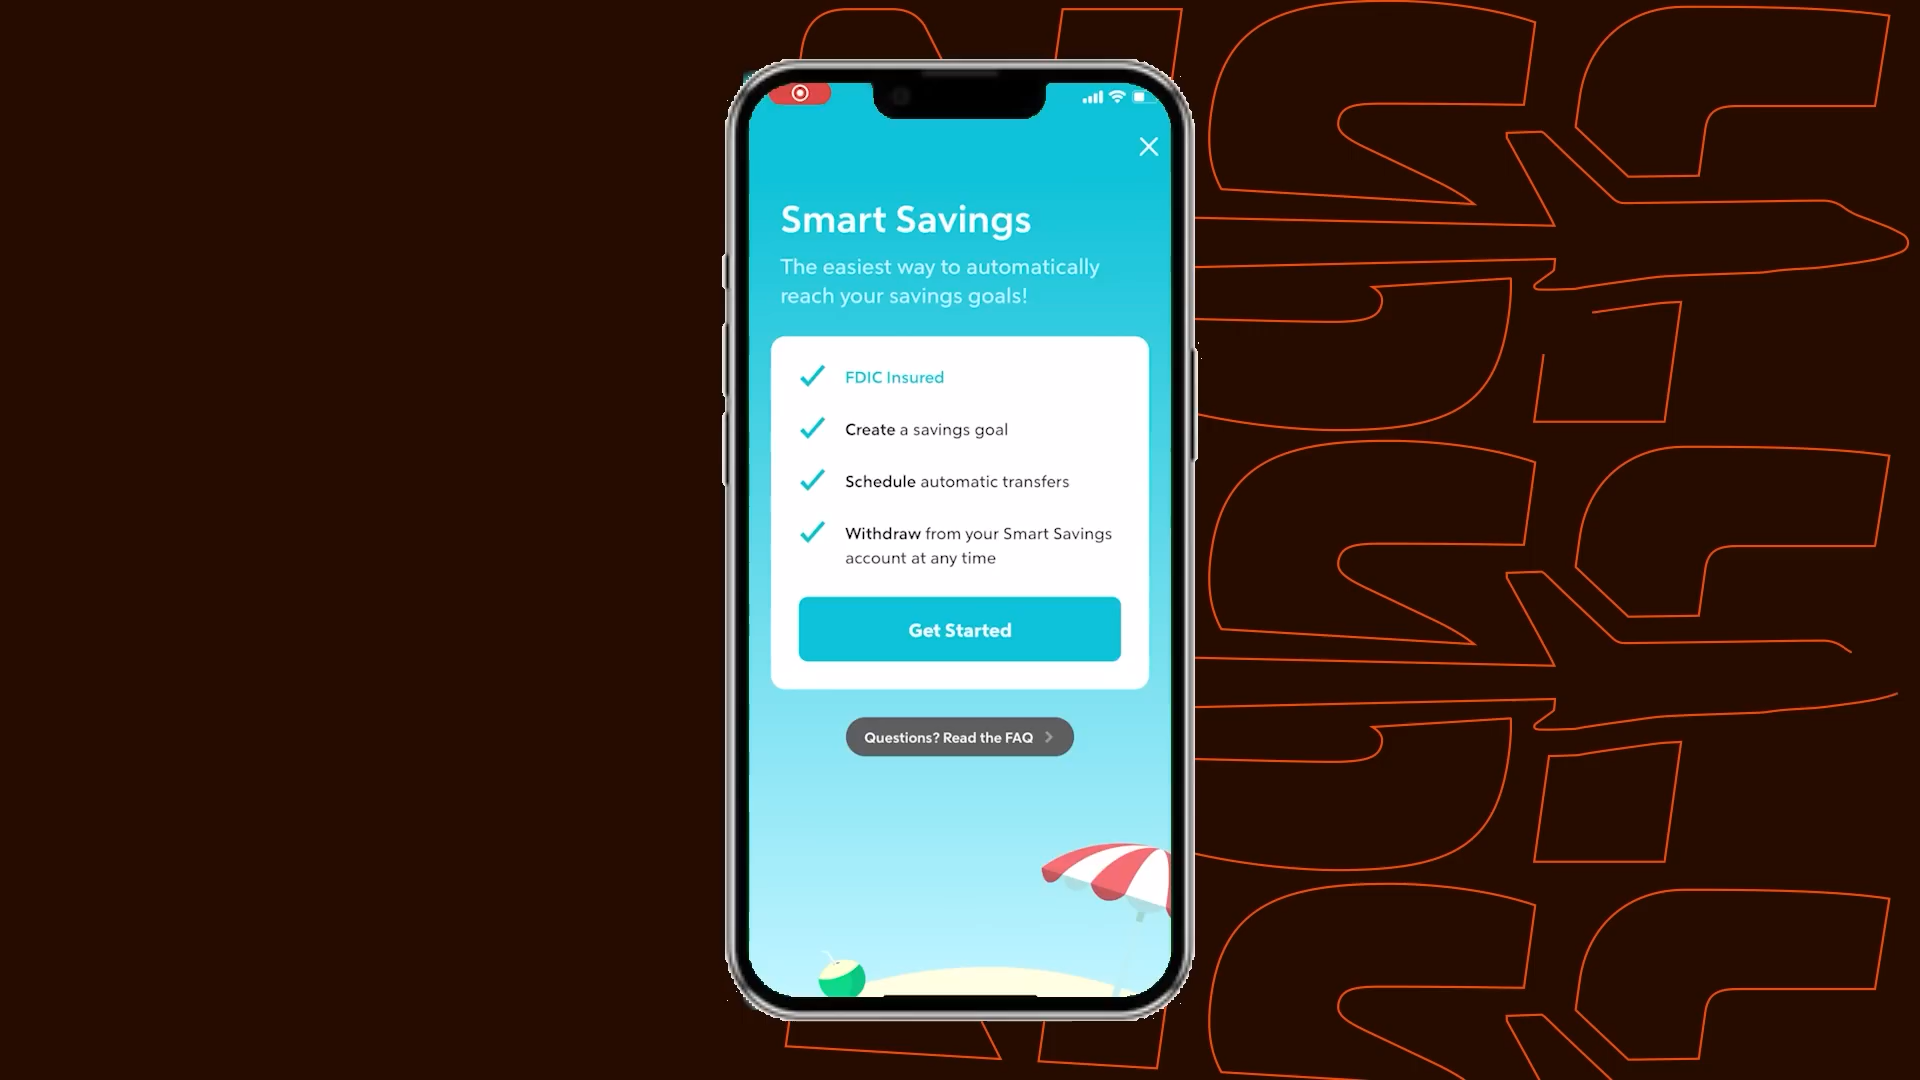 Smart Savings
The easiest way to automatically
reach your savings goals!
FDIC Insured
Create a savings goal
Schedule automatic transfers
Withdraw from your Smart Savings
account at any time
Get Started
Questions? Read the FAQ